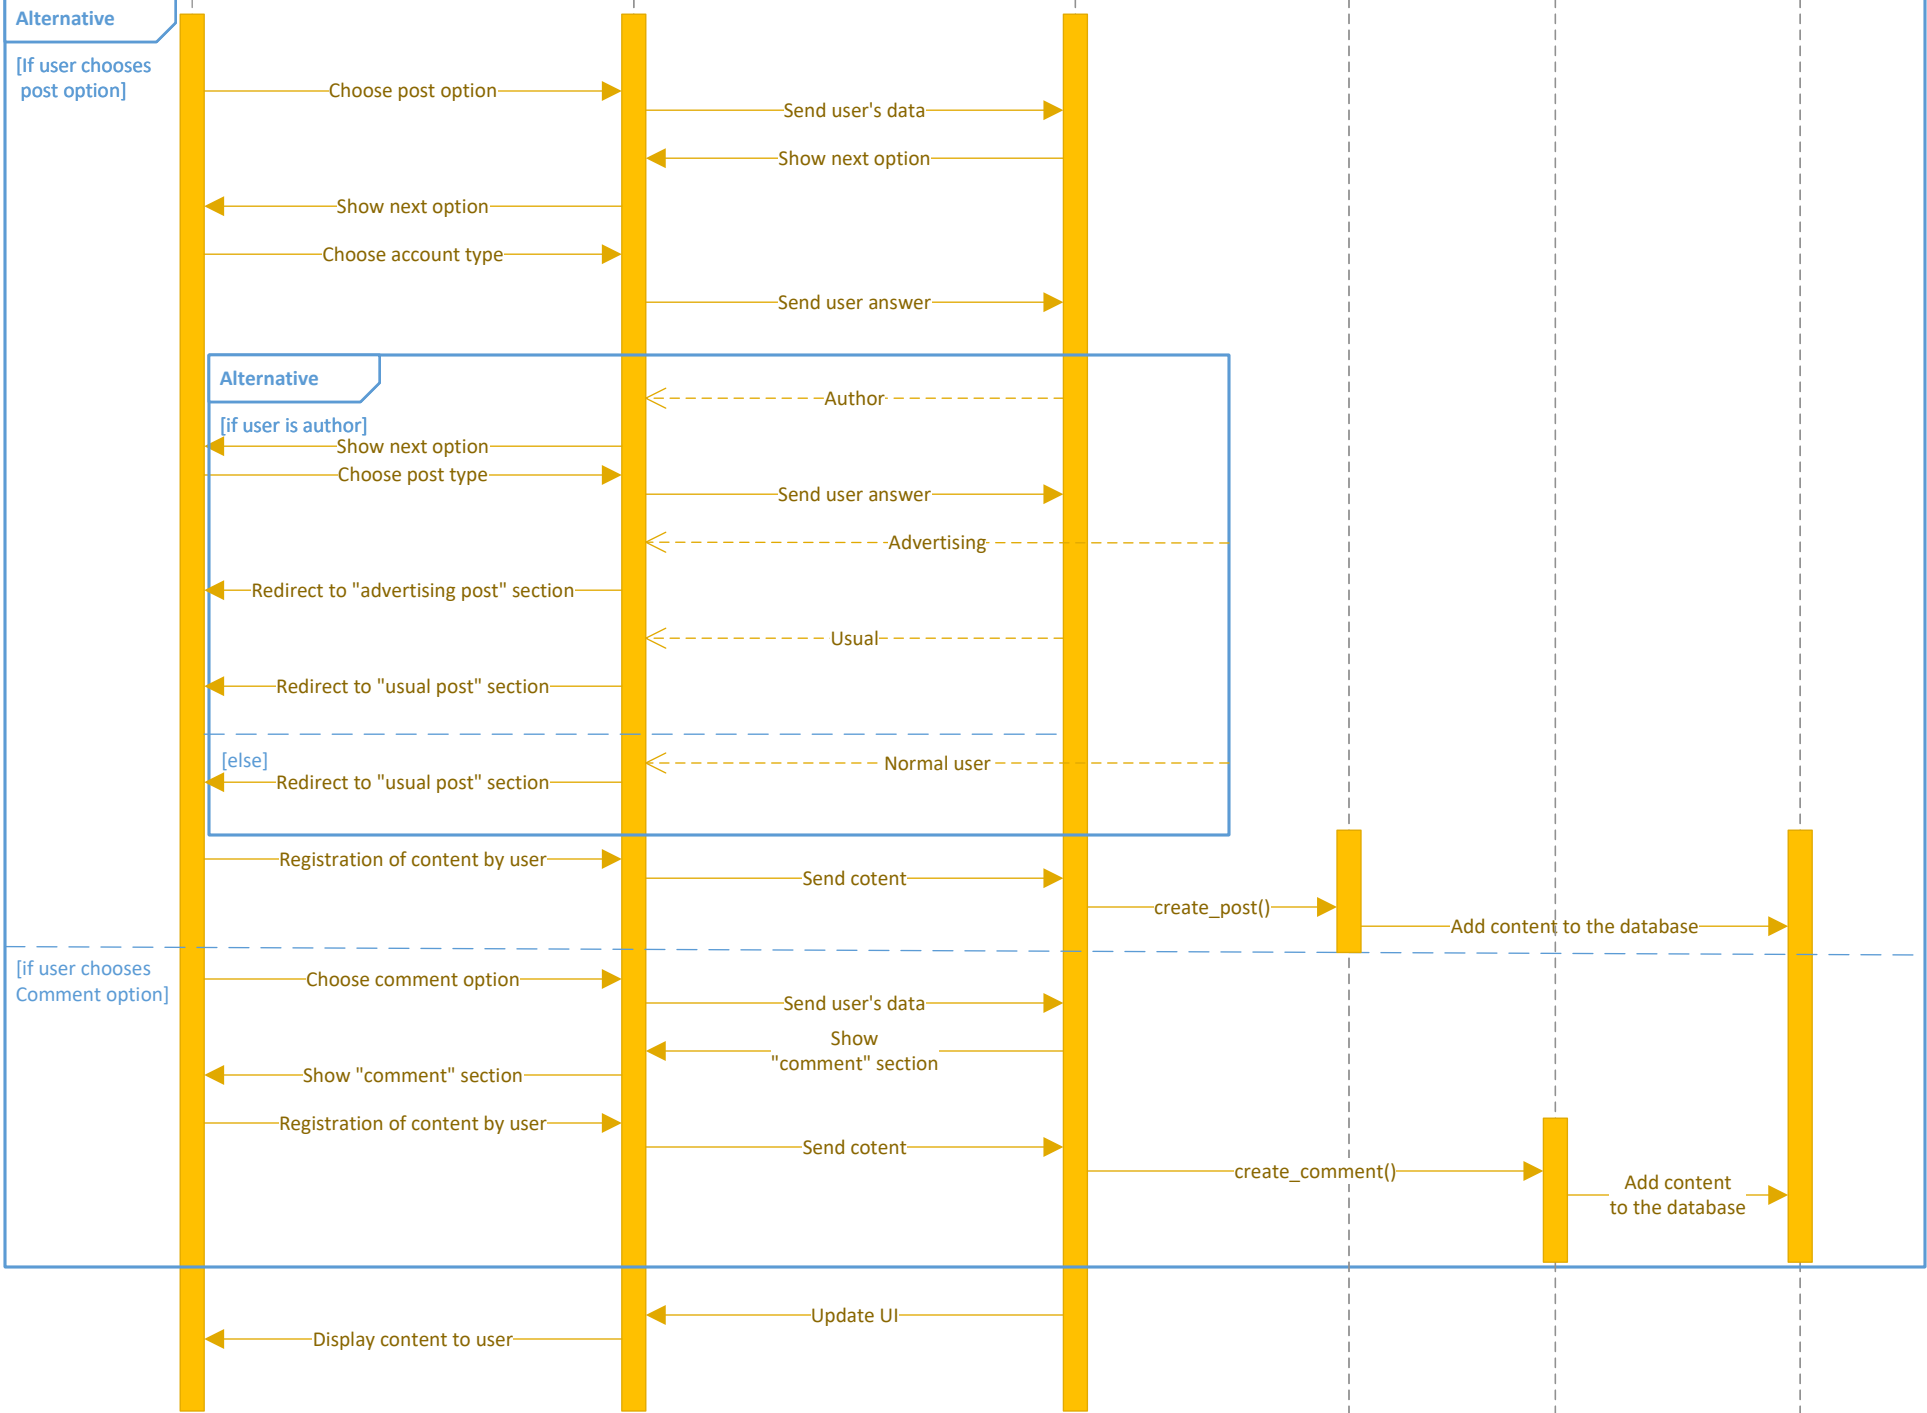 Alternative
[If user chooses
post option]
Choose post option
Send user's data
Show next option
Show next option
Choose account type
Send user answer
Alternative
Author
[if user is author]
Show next option
Choose post type
Send user answer
Advertising
Redirect to "advertising post" section
Usual
Redirect to "usual post" section
[else]
Normal user
Redirect to "usual post" section
Registration of content by user
Send cotent
create_post()
Add content to the database
[if user chooses
Comment option]
Choose comment option
Send user's data
Show
"comment" section
Show "comment" section
Registration of content by user
Send cotent
create_comment()
Add content
to the database
Update UI
Display content to user